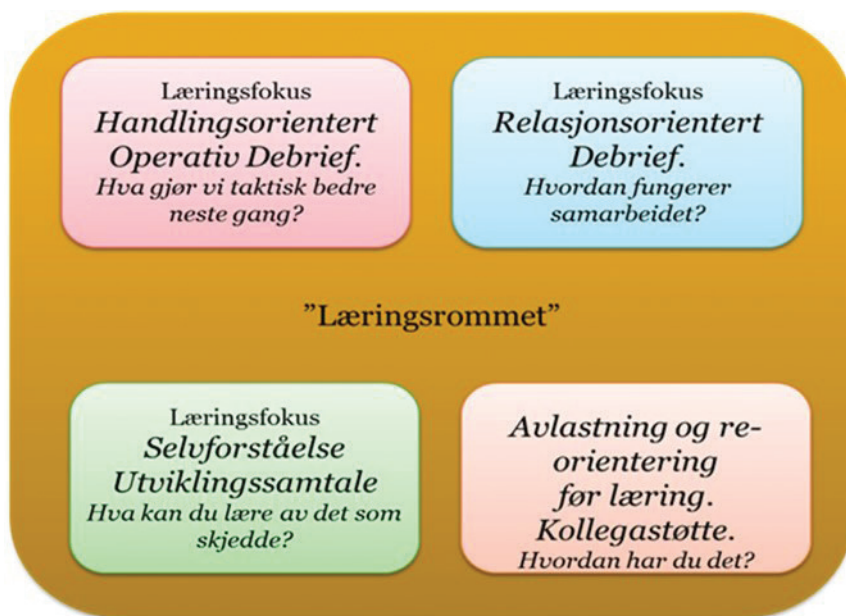 Læringsfokus
Handlingsorientert
Operativ Debrief.
Hva gjør vi taktisk bedre
neste gang?
Læringsfokus
Relasjonsorientert
Debrief.
Hvordan fungerer
samarbeidet?
”Læringsrommet”
Læringsfokus
Selvforståelse
Utviklingssamtale
Hva kan du lære av det som
skjedde?
Avlastning og re-
orientering
før læring.
Kollegastøtte.
Hvordan har du det?